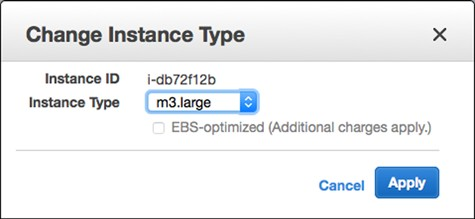 Change Instance Type
Instance ID i-db72f12b
Instance Type m3.large
EBS-optimized (Additional charges apply.)
Cancel Apply